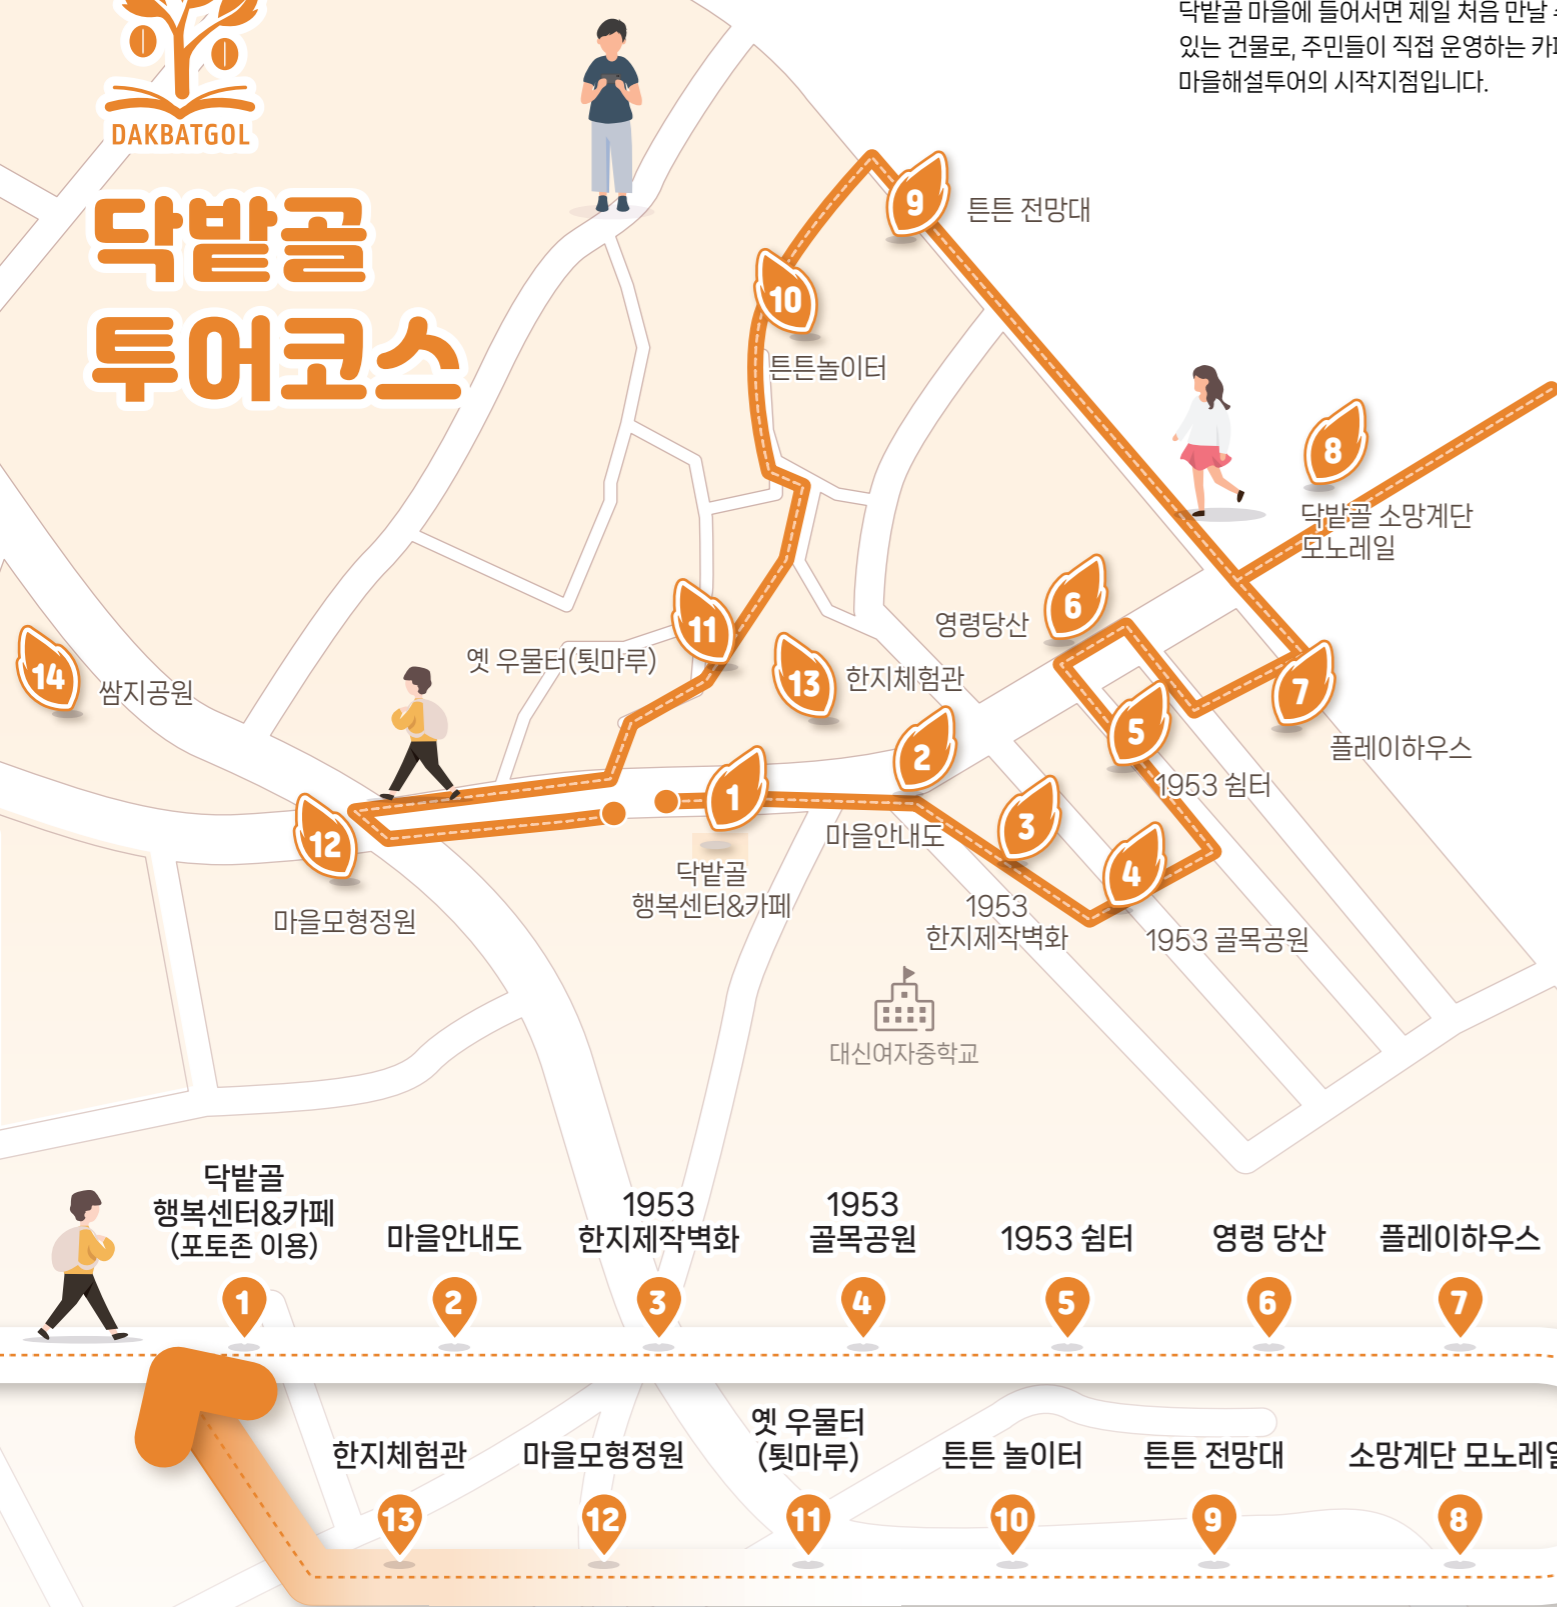 닥밭골 마을에 들어서면 제일 처음 만날
있는 건물로, 주민들이 직접 운영하는
마을해설투어의 시작지점입니다.
DAKBATGOL
닥밭골
투어코스
9
튼튼 전망대
10
튼튼놀이터
8
닥밭골 소망계단
모노레일
6
영령당산
11
옛 우물터(툇마루)
13
한지체험관
14
쌈지공원
7
플레이하우스
5
1953 쉼터
2
마을안내도
1
닥밭골
행복센터&카페
3
1953
한지제작벽화
4
1953 골목공원
12
마을모형정원
대신여자중학교
닥밭골
행복센터&카페
(포토존 이용)
마을안내도
1953
한지제작벽화
1953
골목공원
1953 쉼터
영령 당산
플레이하우스
1
2
3
4
5
6
7
한지체험관
마을모형정원
옛 우물터
(툇마루)
튼튼 놀이터
튼튼 전망대
소망계단 모노레일
13
12
11
10
9
8